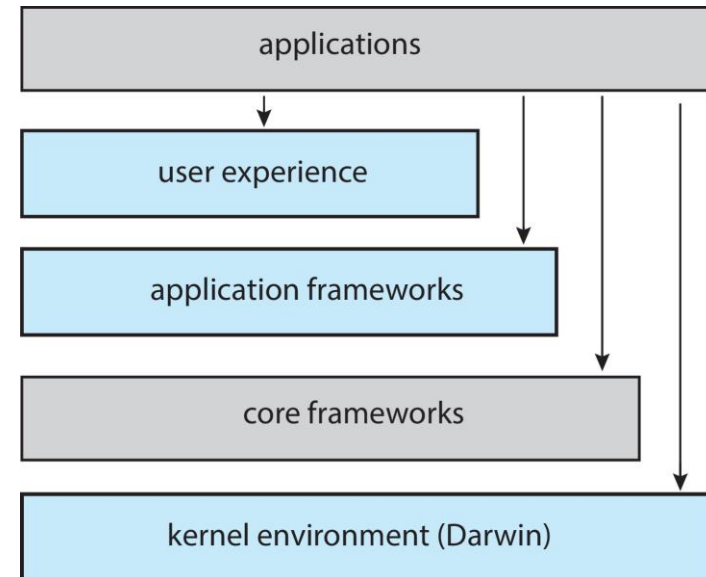 applications
user experience
application frameworks
core frameworks
kernel environment (Darwin)